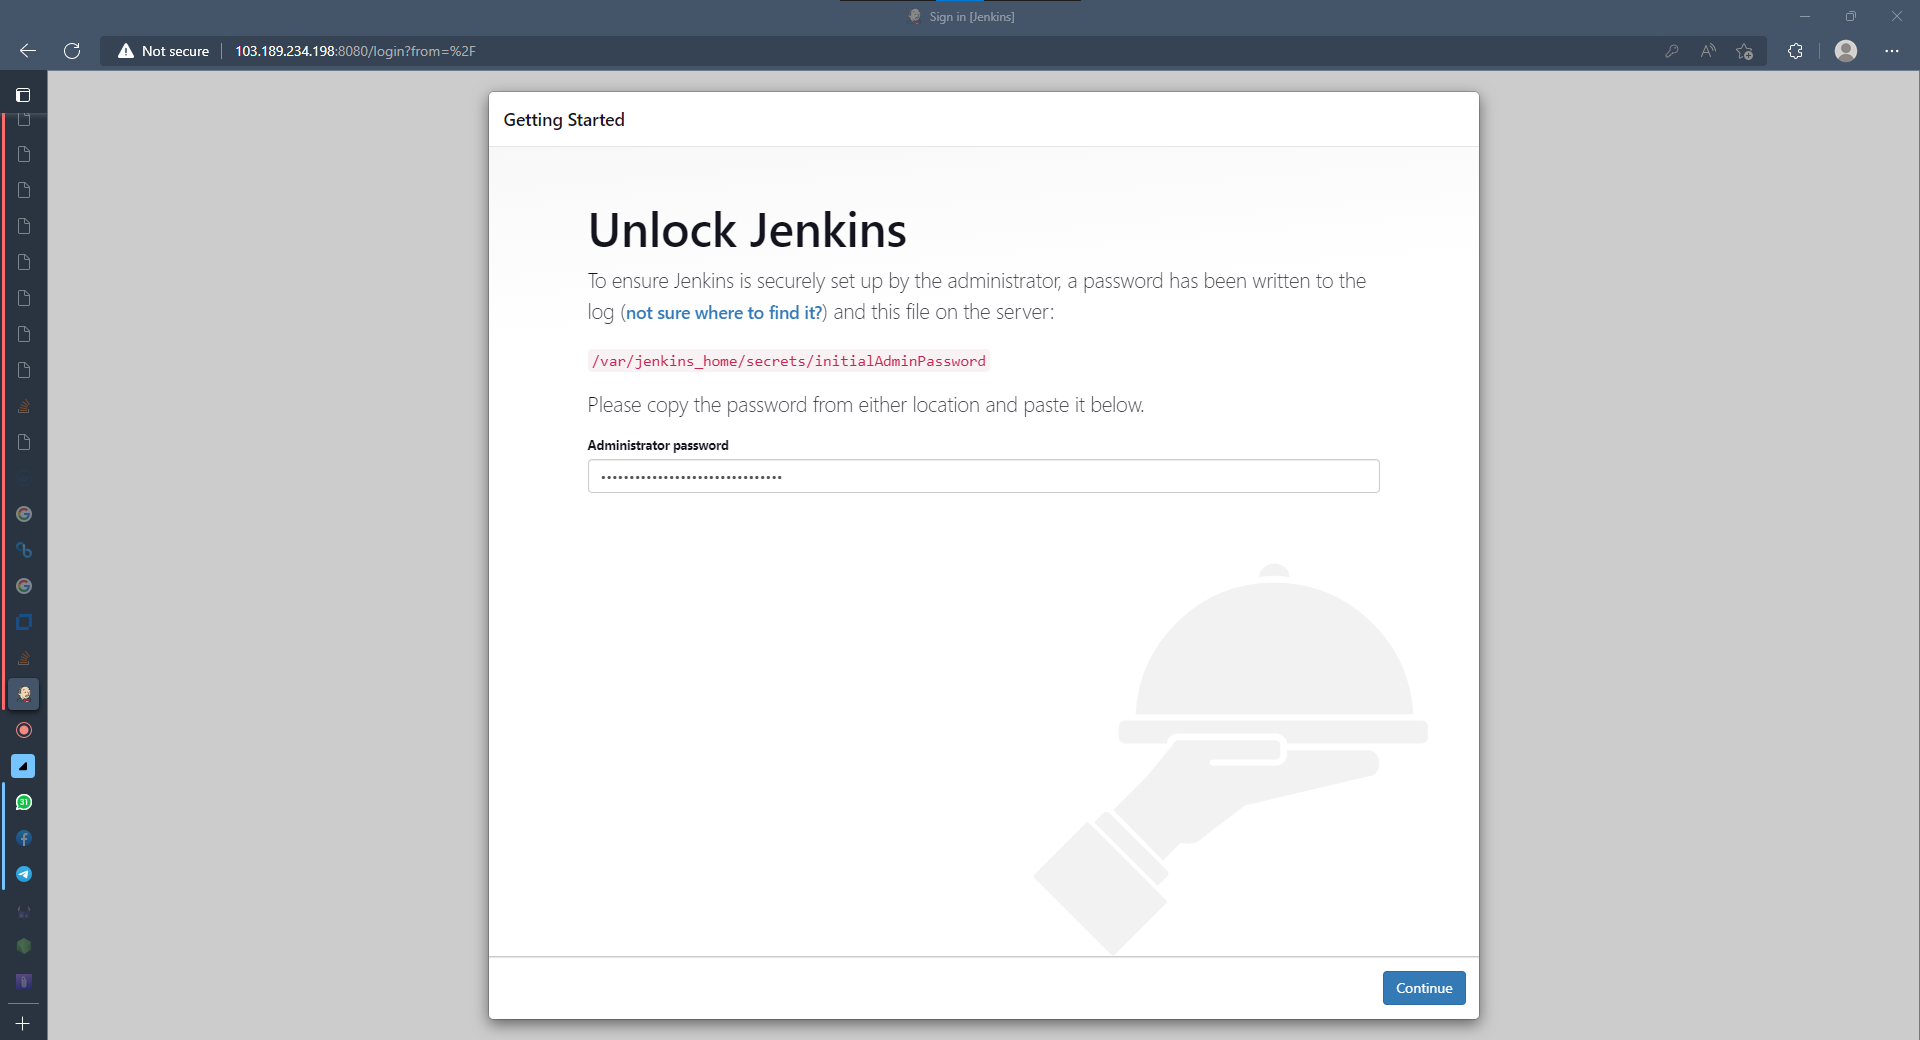 Sign in [Jenkins]
Not secure
103.189.234.198:8080/login?from=%2F
Getting Started
Unlock Jenkins
To ensure Jenkins is securely set up by the administrator, a password has been written to the
log (not sure where to find it?) and this file on the server:
/var/jenkins_home/secrets/initialAdminPassword
Please copy the password from either location and paste it below.
Administrator password
••••••••••••••••••••••••••••••••
31
Continue